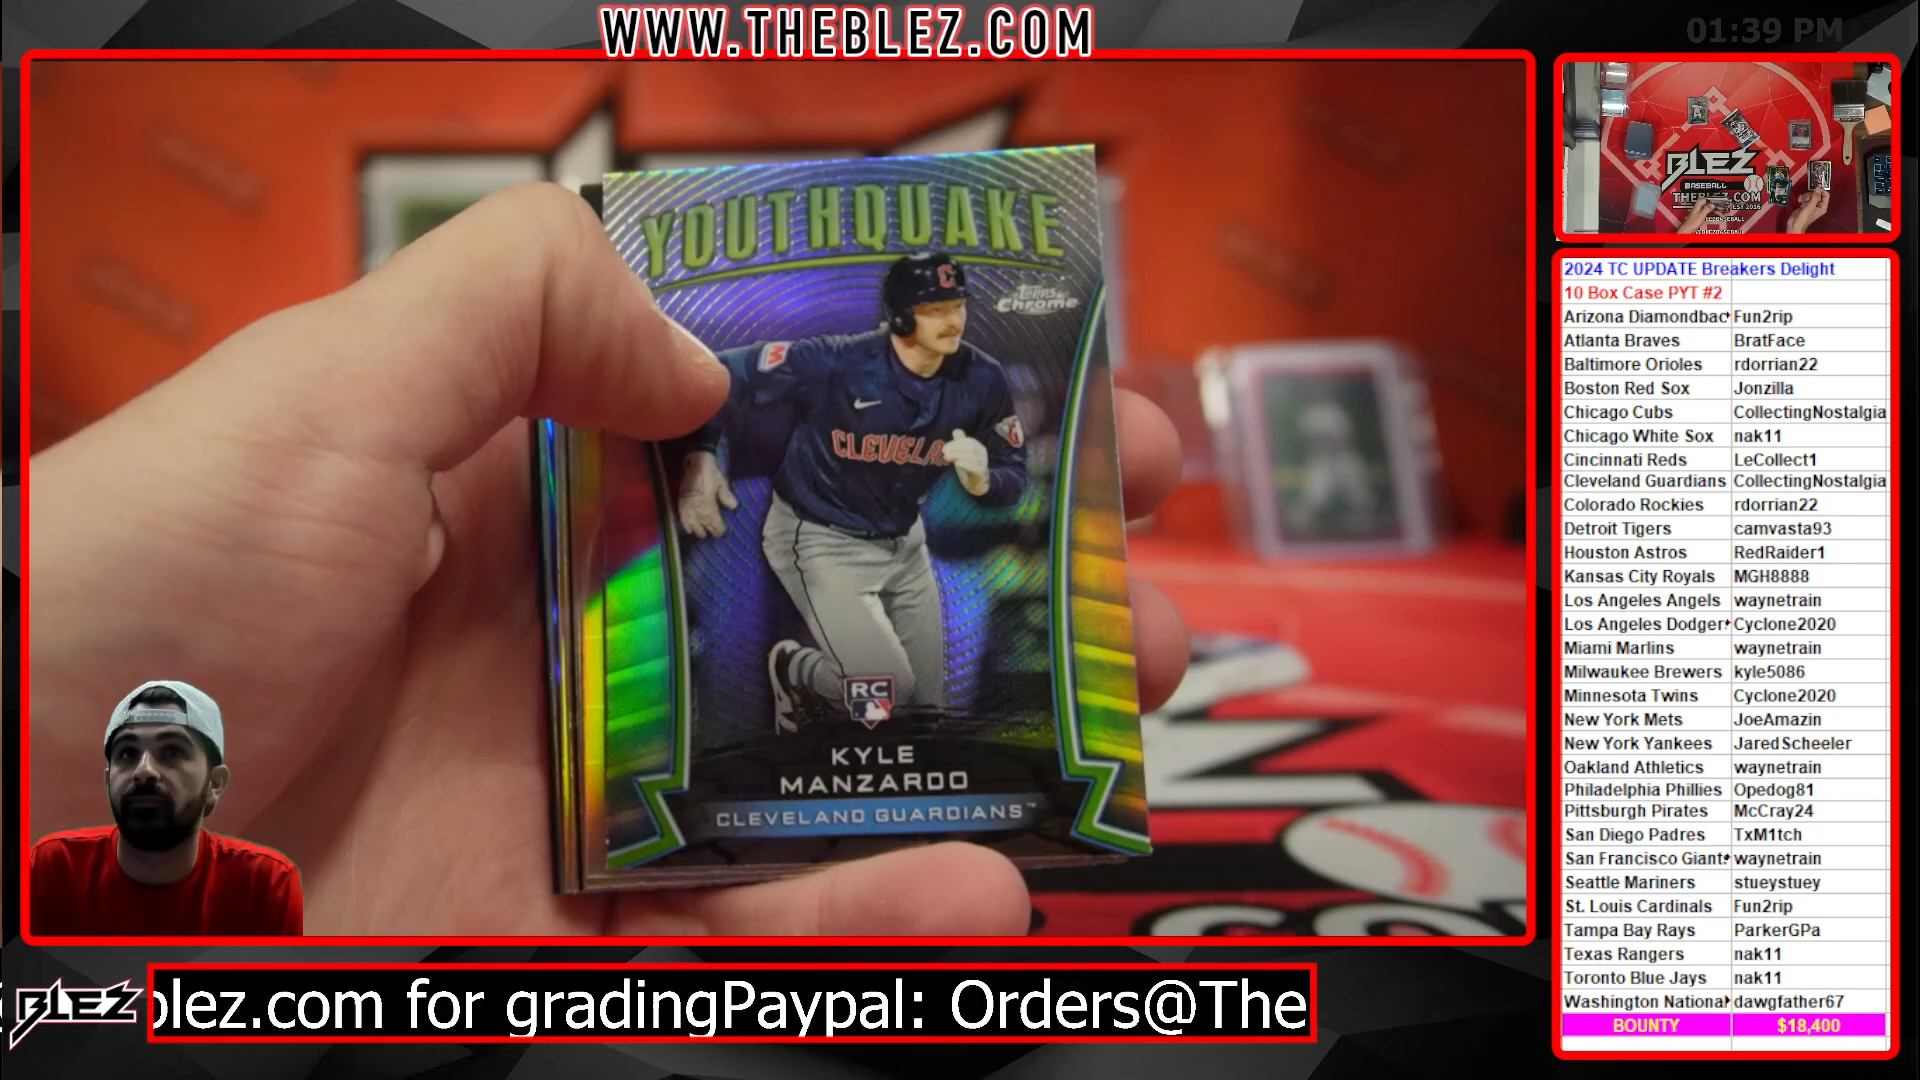 WWW.THEBLEZ.COM
01:39 PM
YOUTHQUAKE
Topps
Chrome
C
CLEVELA
RC
KYLE
MANZARDO
CLEVELAND GUARDIANS™
BLEZ
BASEBALL
THEBLEZ.COM
2024 TC UPDATE Breakers Delight
10 Box Case PYT #2
Arizona Diamondbac Fun2rip
Atlanta Braves BratFace
Baltimore Orioles rdorrian22
Boston Red Sox Jonzilla
Chicago Cubs CollectingNostalgia
Chicago White Sox nak11
Cincinnati Reds LeCollect1
Cleveland Guardians CollectingNostalgia
Colorado Rockies rdorrian22
Detroit Tigers camvasta93
Houston Astros RedRaider1
Kansas City Royals MGH8888
Los Angeles Angels waynetrain
Los Angeles Dodger Cyclone2020
Miami Marlins waynetrain
Milwaukee Brewers kyle5086
Minnesota Twins Cyclone2020
New York Mets JoeAmazin
New York Yankees JaredScheeler
Oakland Athletics waynetrain
Philadelphia Phillies Opedog81
Pittsburgh Pirates McCray24
San Diego Padres TxM1tch
San Francisco Giant waynetrain
Seattle Mariners stueystuey
St. Louis Cardinals Fun2rip
Tampa Bay Rays ParkerGPa
Texas Rangers nak11
Toronto Blue Jays nak11
Washington Nationa dawgfather67
BOUNTY $18,400
BLEZ
blez.com for gradingPaypal: Orders@The